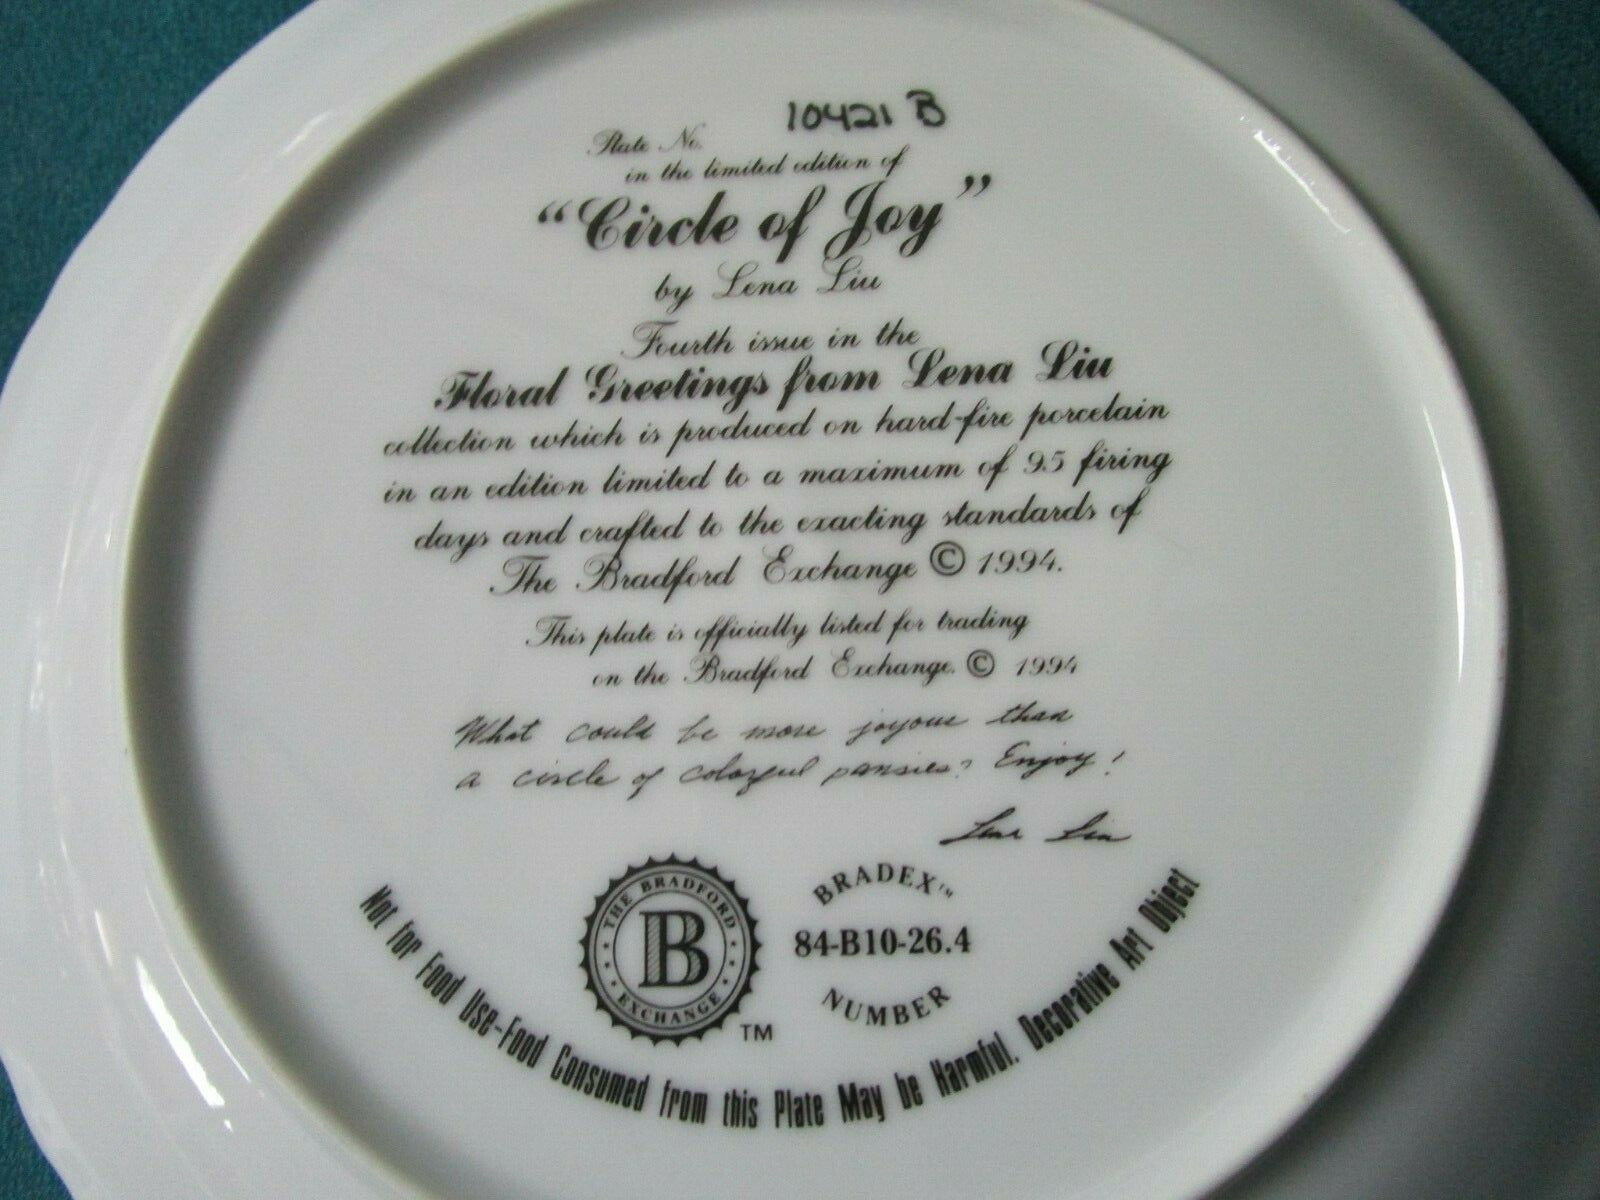 10421 B
Plate No.
in the limited edition of
“Circle of Joy”
by Lena Liu
Fourth issue in the
Floral Greetings from Lena Liu
collection which is produced on hard-fire porcelain
in an edition limited to a maximum of 95 firing
days and crafted to the exacting standards of
The Bradford Exchange © 1994.
This plate is officially listed for trading
on the Bradford Exchange. © 1994
What could be more joyous than
a circle of colorful pansies? Enjoy!
Lena Liu
THE BRADFORD
B
EXCHANGE
TM
BRADEX™
84-B10-26.4
NUMBER
Not for Food Use-Food Consumed from this Plate May be Harmful. Decorative Art Object